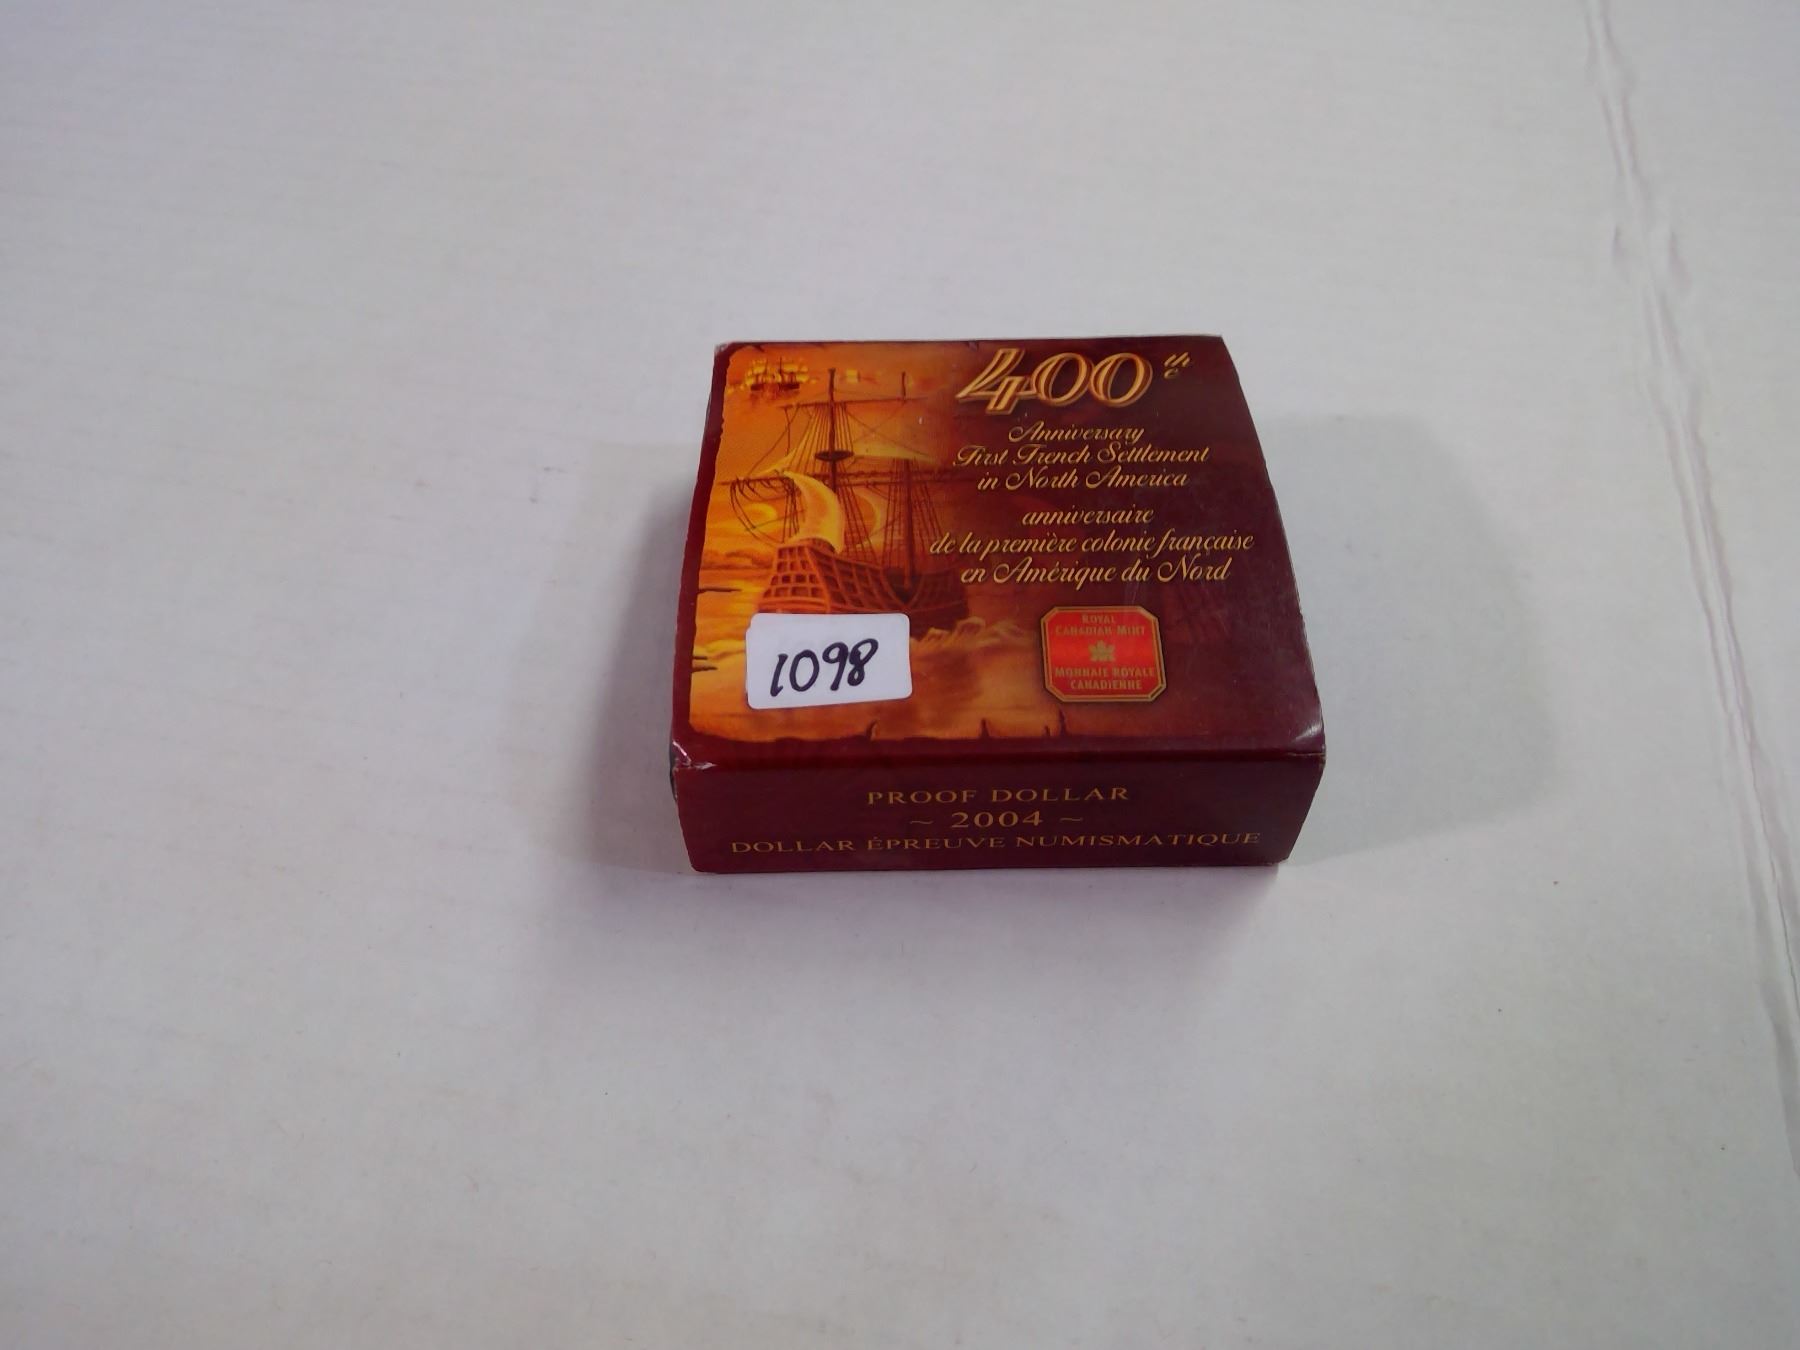 400th
e
Anniversary
First French Settlement
in North America
anniversaire
de la première colonie française
en Amérique du Nord
1098
ROYAL
CANADIAN MINT
MONNAIE ROYALE
CANADIENNE
PROOF DOLLAR
~ 2004 ~
DOLLAR ÉPREUVE NUMISMATIQUE